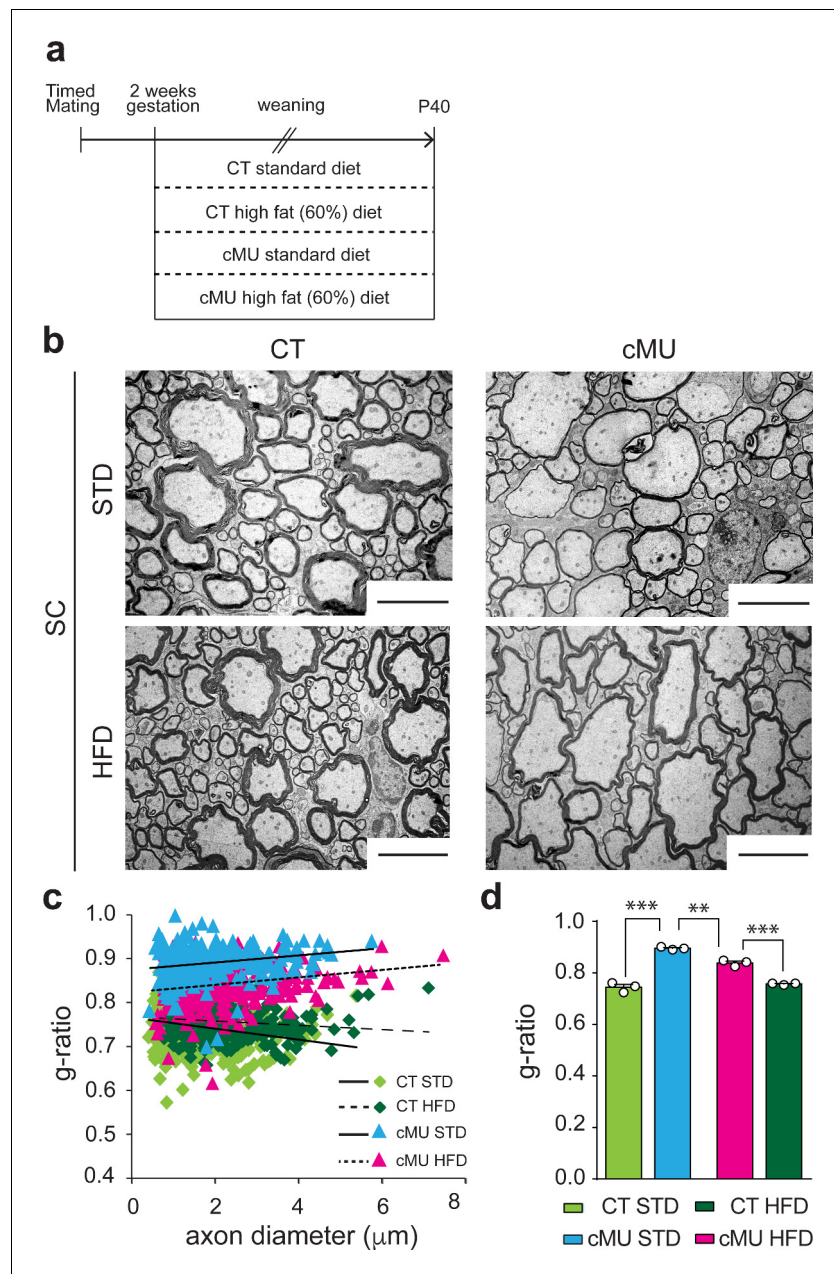 a
Timed
Mating
2 weeks
gestation
weaning
P40
CT standard diet
CT high fat (60%) diet
cMU standard diet
cMU high fat (60%) diet
b
CT
cMU
SC
STD
HFD
c
g-ratio
1.0
0.9
0.8
0.7
0.6
0.5
0.4
0
2
4
6
8
axon diameter (μm)
CT STD
CT HFD
cMU STD
cMU HFD
d
g-ratio
1.0
0.8
0.6
0.4
0.2
0.0
***
**
***
CT STD
CT HFD
cMU STD
cMU HFD